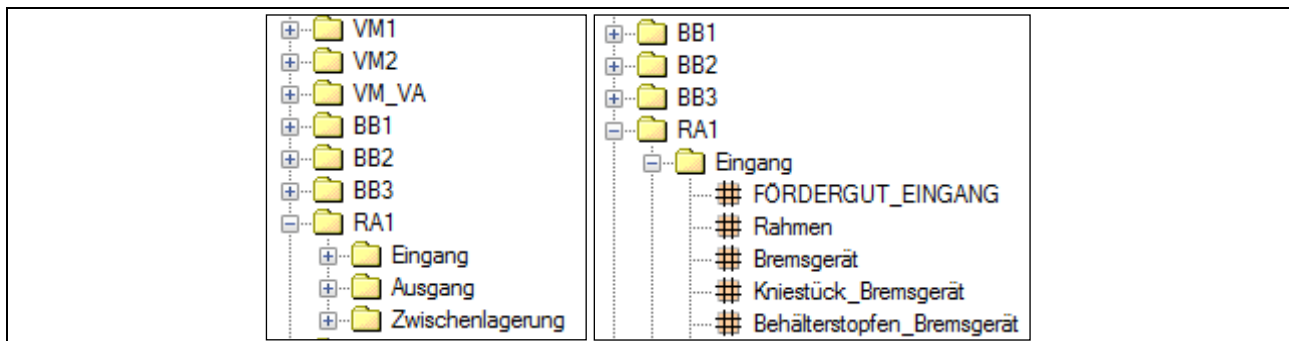 VM1
VM2
VM_VA
BB1
BB2
BB3
RA1
Eingang
Ausgang
Zwischenlagerung
BB1
BB2
BB3
RA1
Eingang
FÖRDERGUT_EINGANG
Rahmen
Bremsgerät
Kniestück_Bremsgerät
Behälterstopfen_Bremsgerät